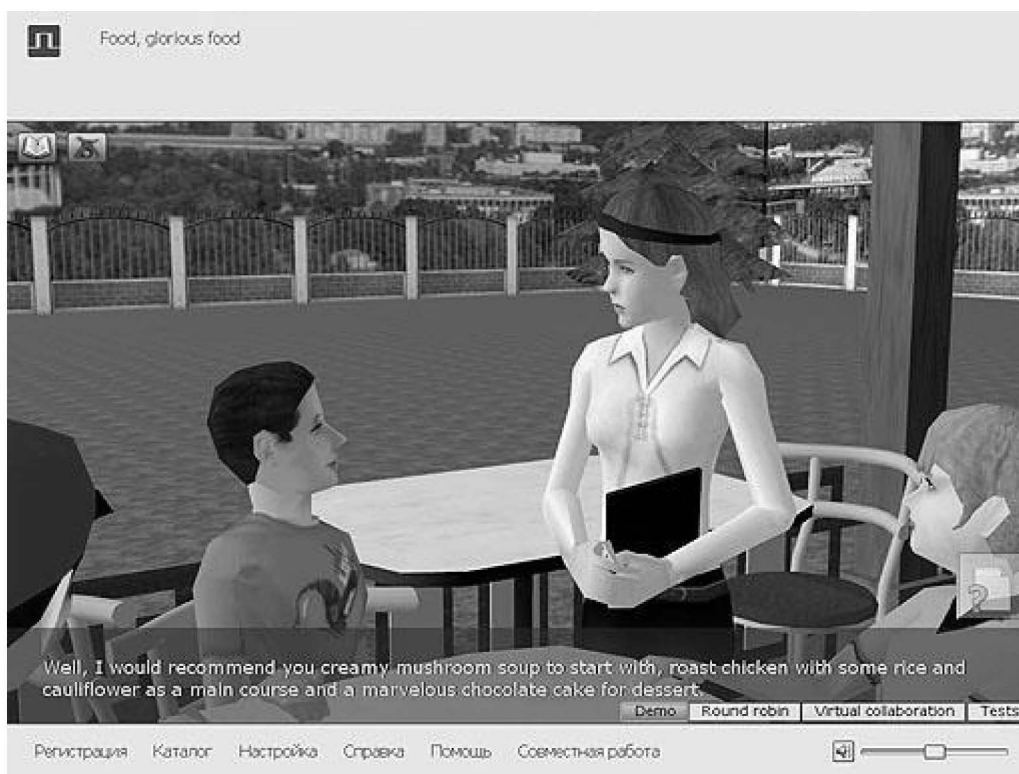 Food, glorious food
Well, I would recommend you creamy mushroom soup to start with, roast chicken with some rice and
cauliflower as a main course and a marvelous chocolate cake for dessert.
Demo Round robin Virtual collaboration Tests
Регистрация Каталог Настройка Справка Помощь Совместная работа